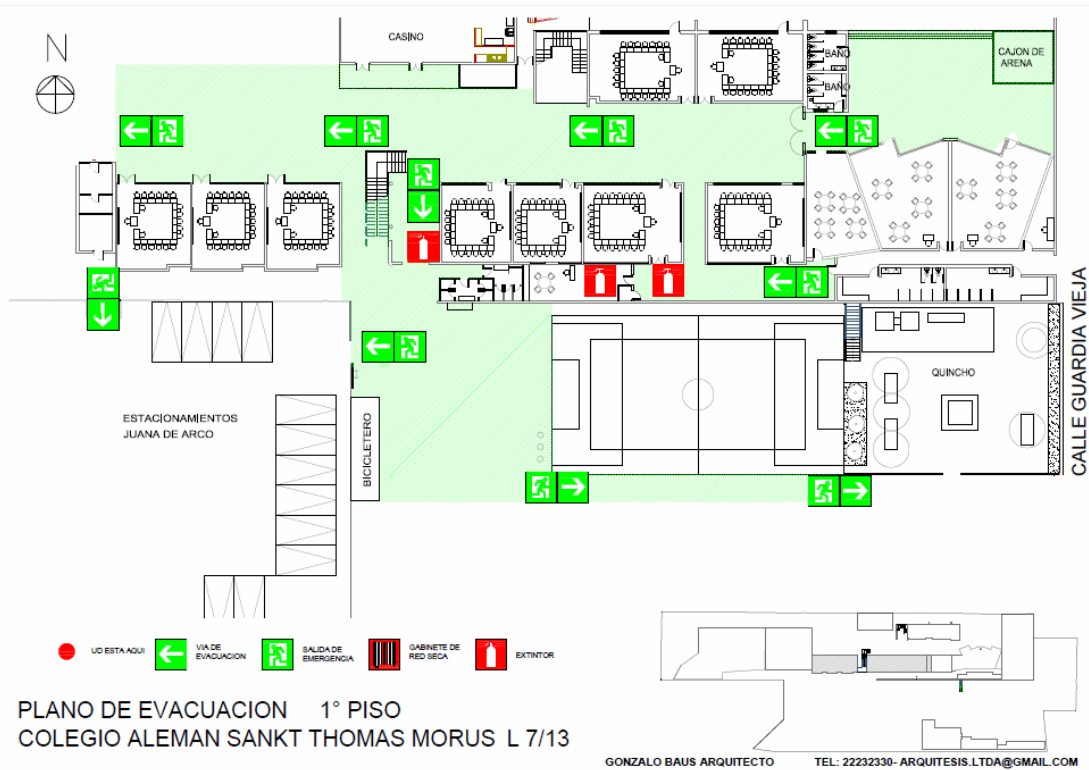 N
CASINO
BAÑO
BAÑO
CAJON DE
ARENA
CALLE GUARDIA VIEJA
QUINCHO
ESTACIONAMIENTOS
JUANA DE ARCO
BICICLETERO
UD ESTA AQUI
VIA DE
EVACUACION
SALIDA DE
EMERGENCIA
GABINETE DE
RED SECA
EXTINTOR
PLANO DE EVACUACION 1° PISO
COLEGIO ALEMAN SANKT THOMAS MORUS L 7/13
GONZALO BAUS ARQUITECTO TEL: 22232330- ARQUITESIS.LTDA@GMAIL.COM